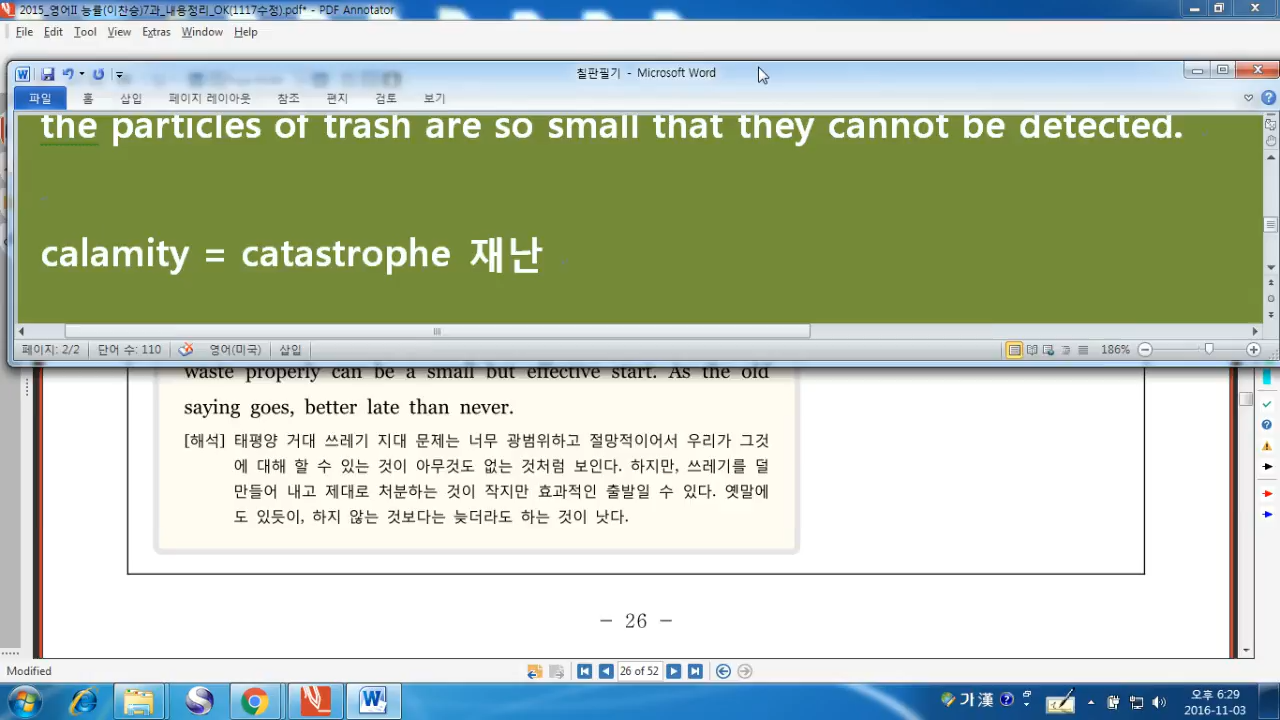 2015_영어II 능률(이찬승)7과_내용정리_OK(1117수정).pdf* - PDF Annotator
File Edit Tool View Extras Window Help
칠판필기 - Microsoft Word
파일 홈 삽입 페이지 레이아웃 참조 편지 검토 보기
the particles of trash are so small that they cannot be detected.
calamity = catastrophe 재난
페이지: 2/2 단어 수: 110 영어(미국) 삽입 186%
waste properly can be a small but effective start. As the old
saying goes, better late than never.
[해석] 태평양 거대 쓰레기 지대 문제는 너무 광범위하고 절망적이어서 우리가 그것
에 대해 할 수 있는 것이 아무것도 없는 것처럼 보인다. 하지만, 쓰레기를 덜
만들어 내고 제대로 처분하는 것이 작지만 효과적인 출발일 수 있다. 옛말에
도 있듯이, 하지 않는 것보다는 늦더라도 하는 것이 낫다.
- 26 -
Modified 26 of 52
가 漢 오후 6:29
2016-11-03